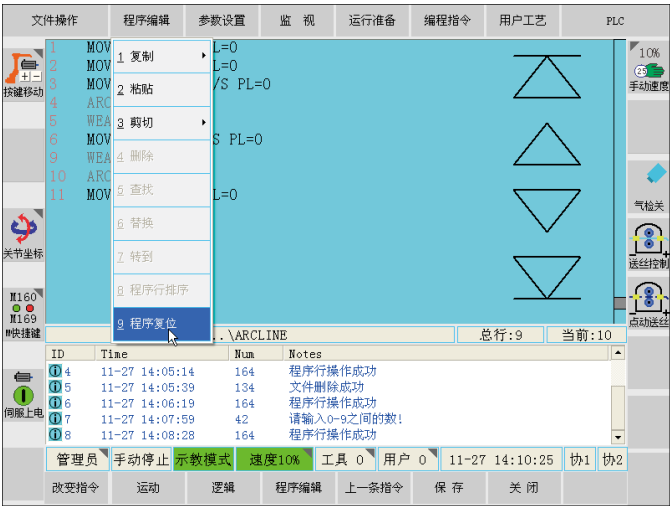 文件操作 程序编辑 参数设置 监 视 运行准备 编程指令 用户工艺 PLC
1 MOV L=0
2 MOV L=0
3 MOV /S PL=0
4 ARC
5 WEA
6 MOV S PL=0
9 WEA
10 ARC
11 MOV L=0
1 复制
2 粘贴
3 剪切
4 删除
5 查找
6 替换
7 转到
8 程序行排序
9 程序复位
按键移动
关节坐标
M160
M169
M快捷键
伺服上电
10%
25
手动速度
气检关
送丝控制
点动送丝
..\ARCLINE 总行:9 当前:10
ID Time Num Notes
4 11-27 14:05:14 164 程序行操作成功
5 11-27 14:05:39 134 文件删除成功
6 11-27 14:06:19 164 程序行操作成功
7 11-27 14:07:59 42 请输入0-9之间的数!
8 11-27 14:08:28 164 程序行操作成功
管理员 手动停止 示教模式 速度10% 工具 0 用户 0 11-27 14:10:25 协1 协2
改变指令 运动 逻辑 程序编辑 上一条指令 保 存 关 闭